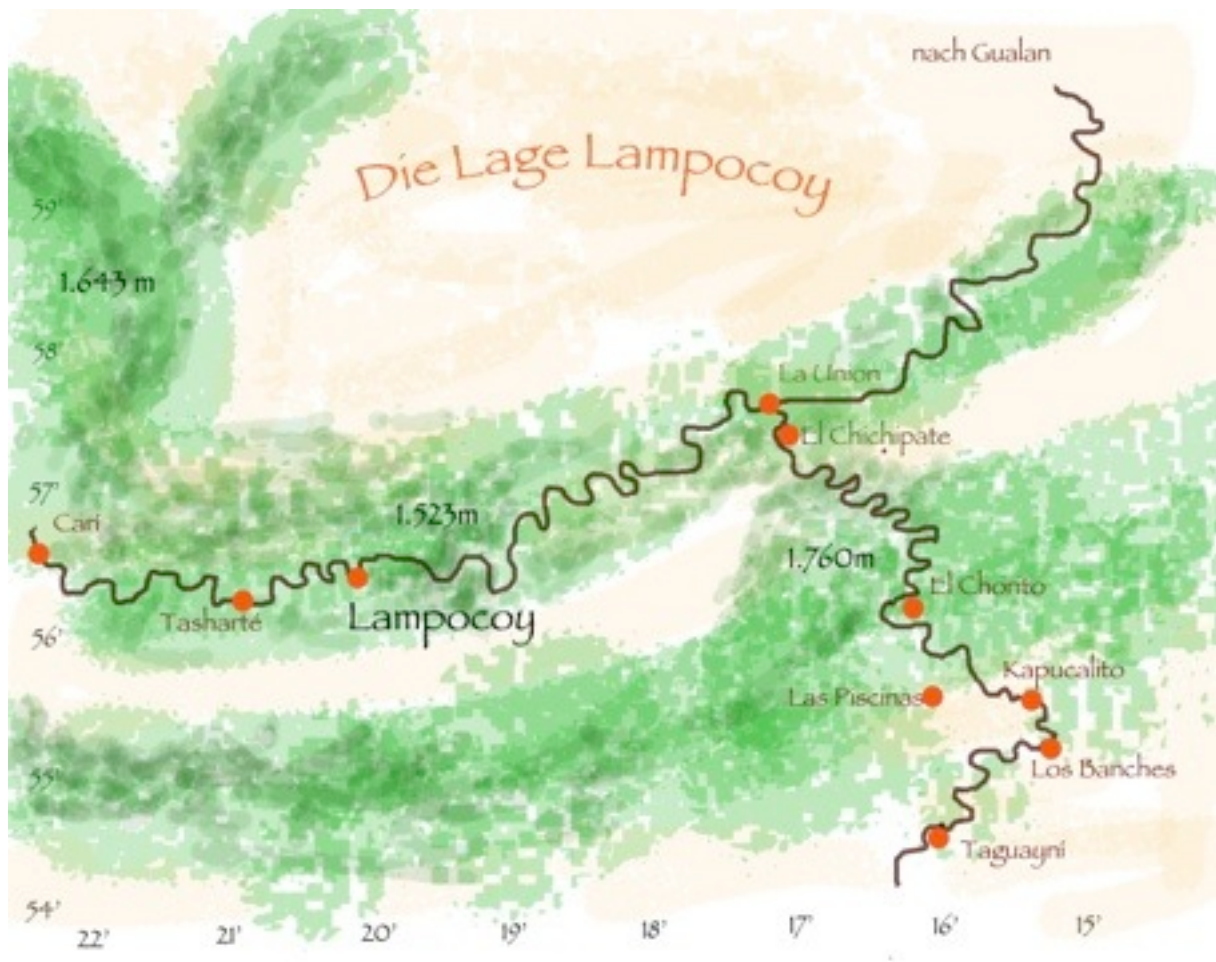 nach Gualan
Die Lage Lampocoy
59'
1.643 m
58'
La Union
El Chichipate
57'
Cari
1.523m
1.760m
El Chorito
Tasharté
Lampocoy
56'
Kapucalito
Las Piscinas
Los Banches
55'
Taguayni
54'
22' 21' 20' 19' 18' 17' 16' 15'